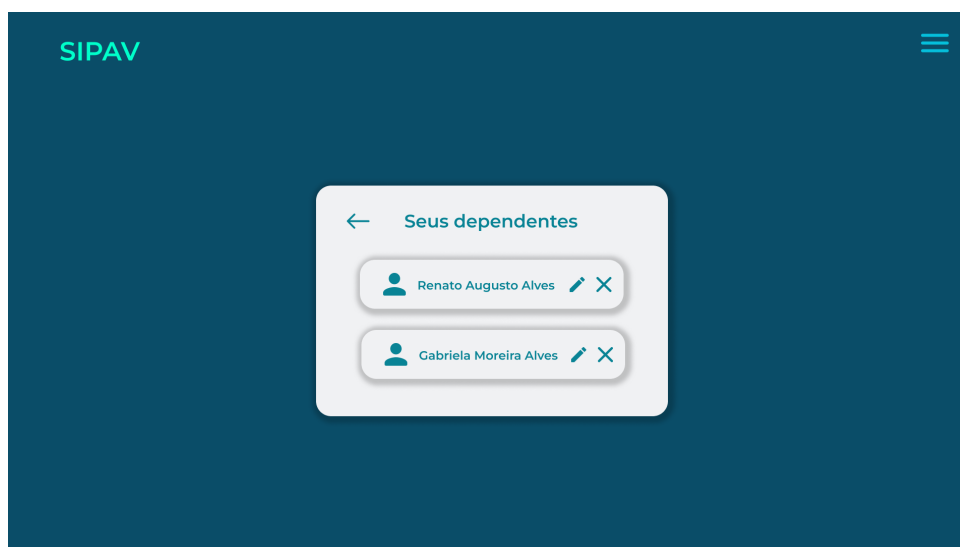 SIPAV
Seus dependentes
Renato Augusto Alves
Gabriela Moreira Alves